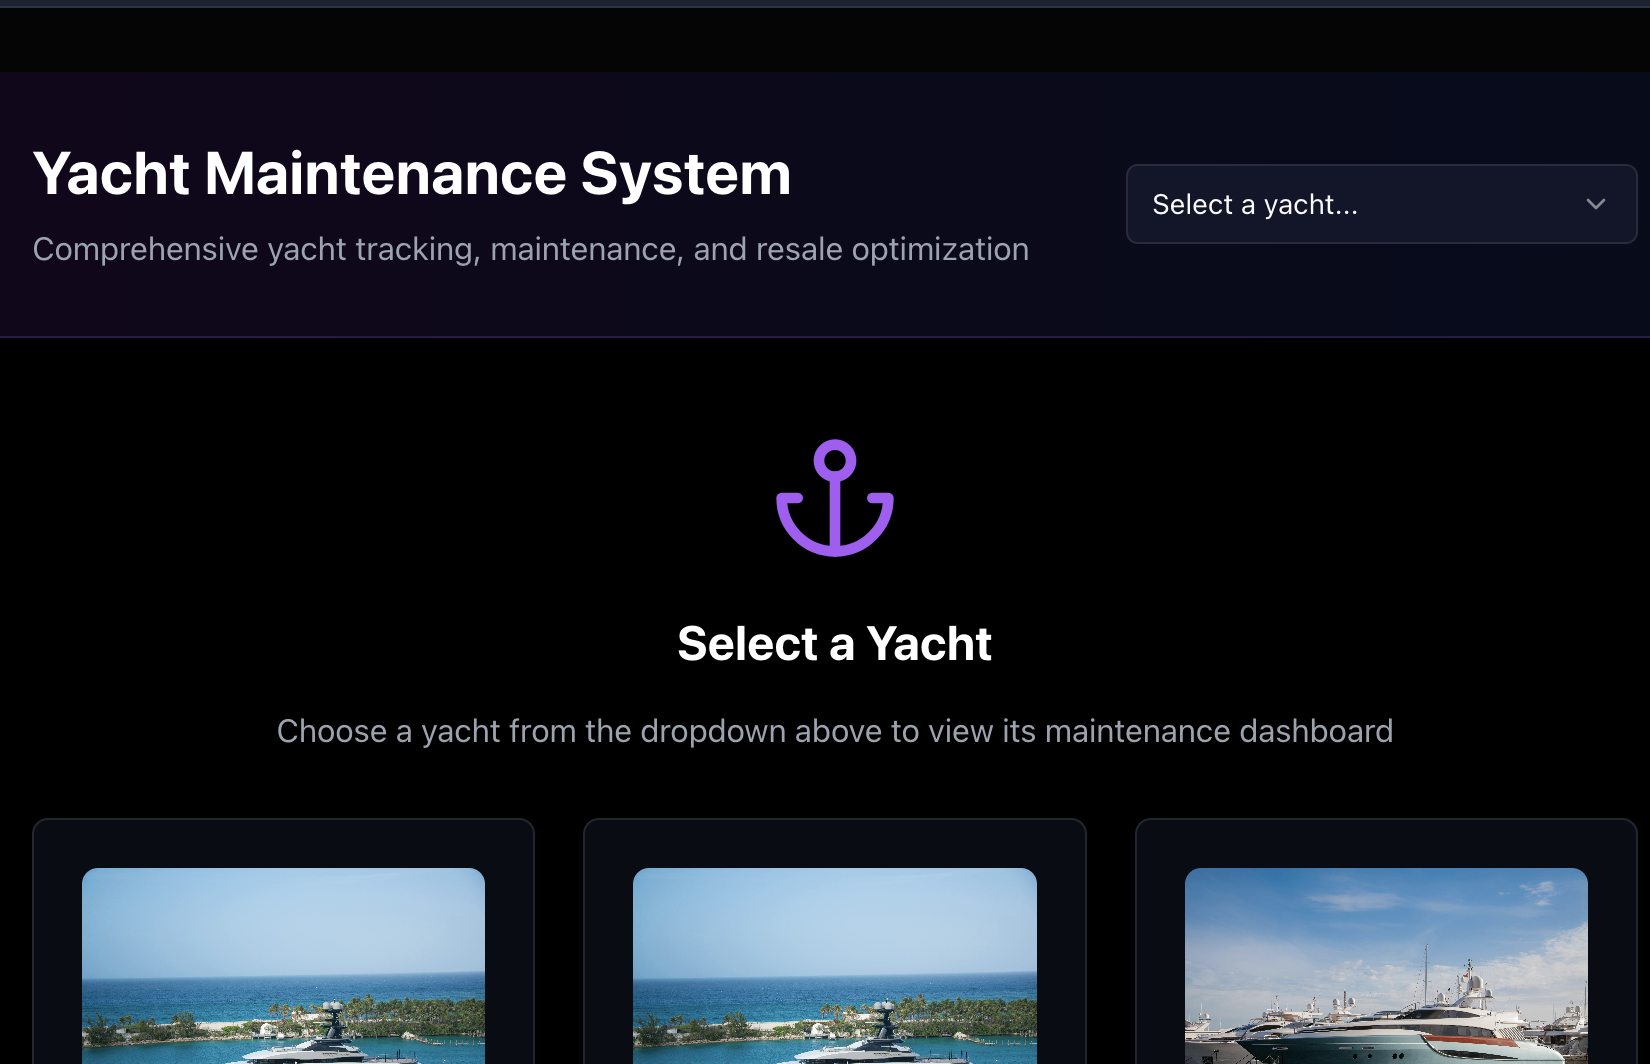 Yacht Maintenance System
Comprehensive yacht tracking, maintenance, and resale optimization
Select a yacht...
Select a Yacht
Choose a yacht from the dropdown above to view its maintenance dashboard